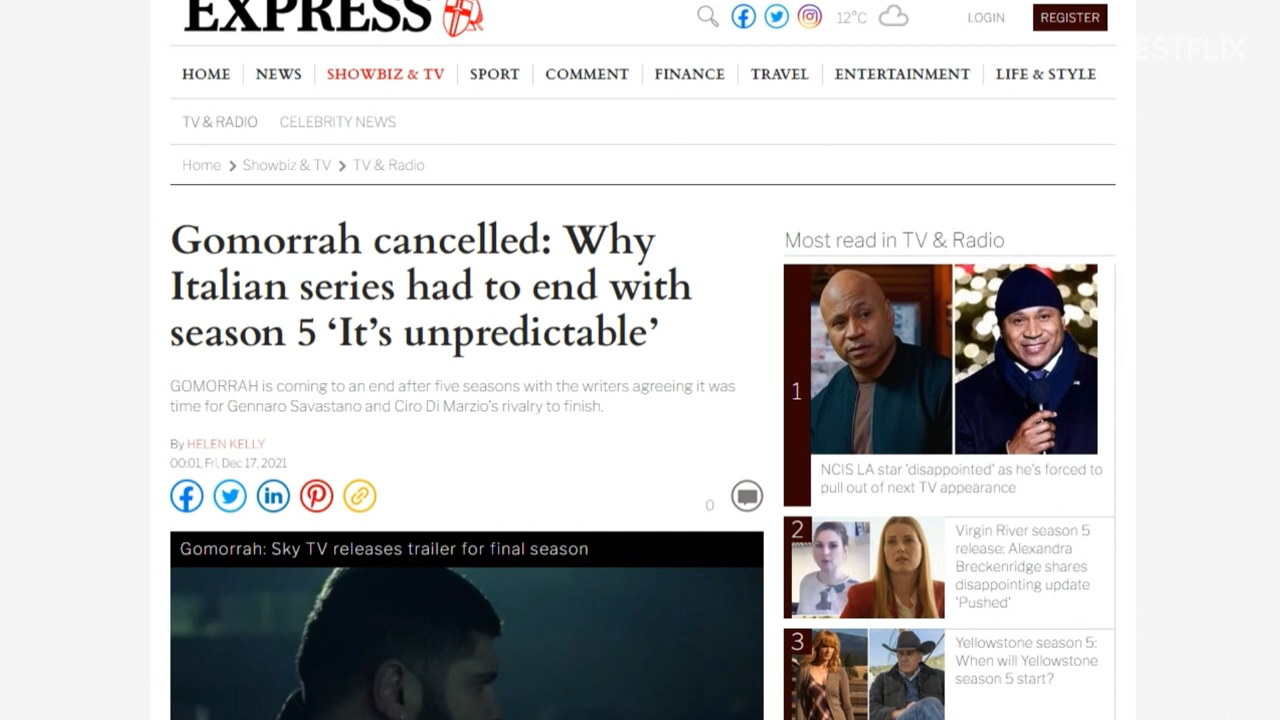 EXPRESS
12°C
LOGIN
REGISTER
ESTFLIX
HOME NEWS SHOWBIZ & TV SPORT COMMENT FINANCE TRAVEL ENTERTAINMENT LIFE & STYLE
TV & RADIO CELEBRITY NEWS
Home Showbiz & TV TV & Radio
Gomorrah cancelled: Why
Italian series had to end with
season 5 ‘It’s unpredictable’
GOMORRAH is coming to an end after five seasons with the writers agreeing it was
time for Gennaro Savastano and Ciro Di Marzio's rivalry to finish.
By HELEN KELLY
00:01, Fri, Dec 17, 2021
0
Gomorrah: Sky TV releases trailer for final season
Most read in TV & Radio
1
NCIS LA star 'disappointed' as he's forced to
pull out of next TV appearance
2
Virgin River season 5
release: Alexandra
Breckenridge shares
disappointing update
'Pushed'
3
Yellowstone season 5:
When will Yellowstone
season 5 start?